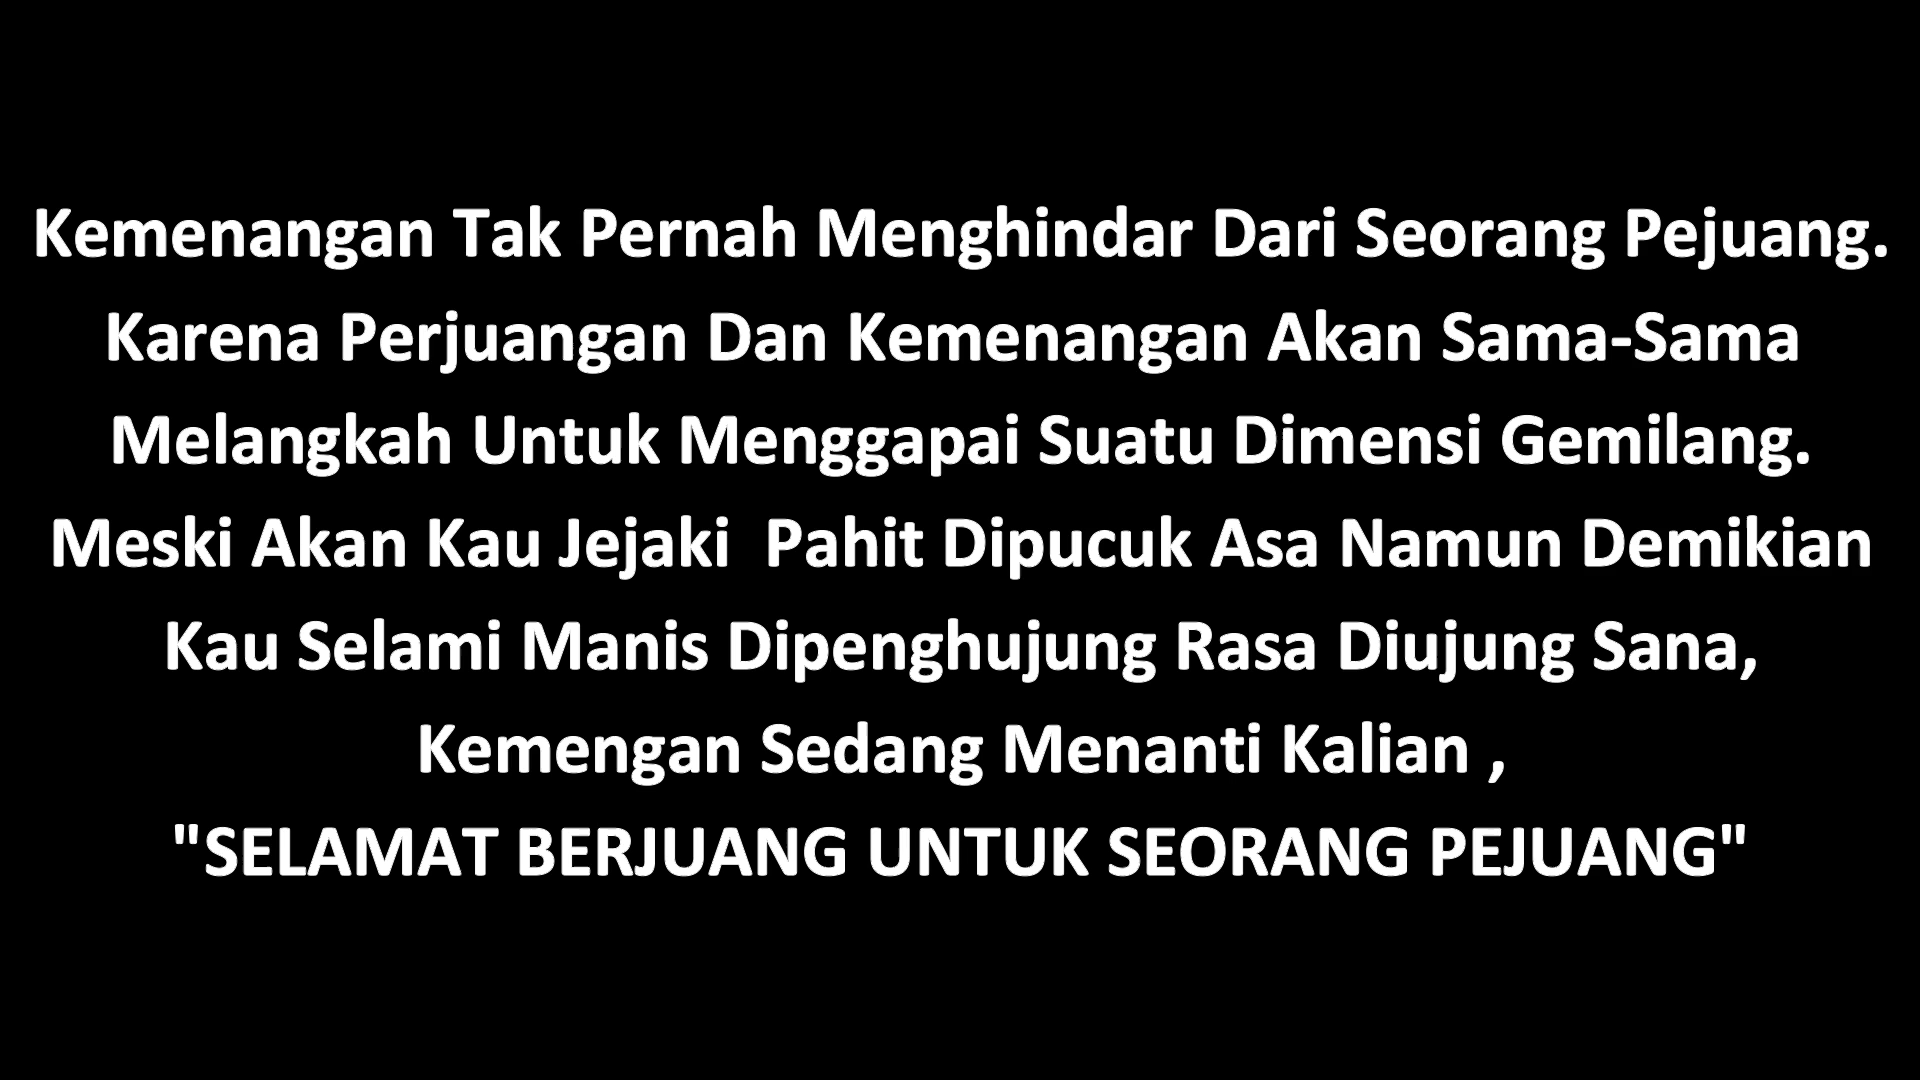 Kemenangan Tak Pernah Menghindar Dari Seorang Pejuang.
Karena Perjuangan Dan Kemenangan Akan Sama-Sama
Melangkah Untuk Menggapai Suatu Dimensi Gemilang.
Meski Akan Kau Jejaki  Pahit Dipucuk Asa Namun Demikian
Kau Selami Manis Dipenghujung Rasa Diujung Sana,
Kemengan Sedang Menanti Kalian ,
"SELAMAT BERJUANG UNTUK SEORANG PEJUANG"